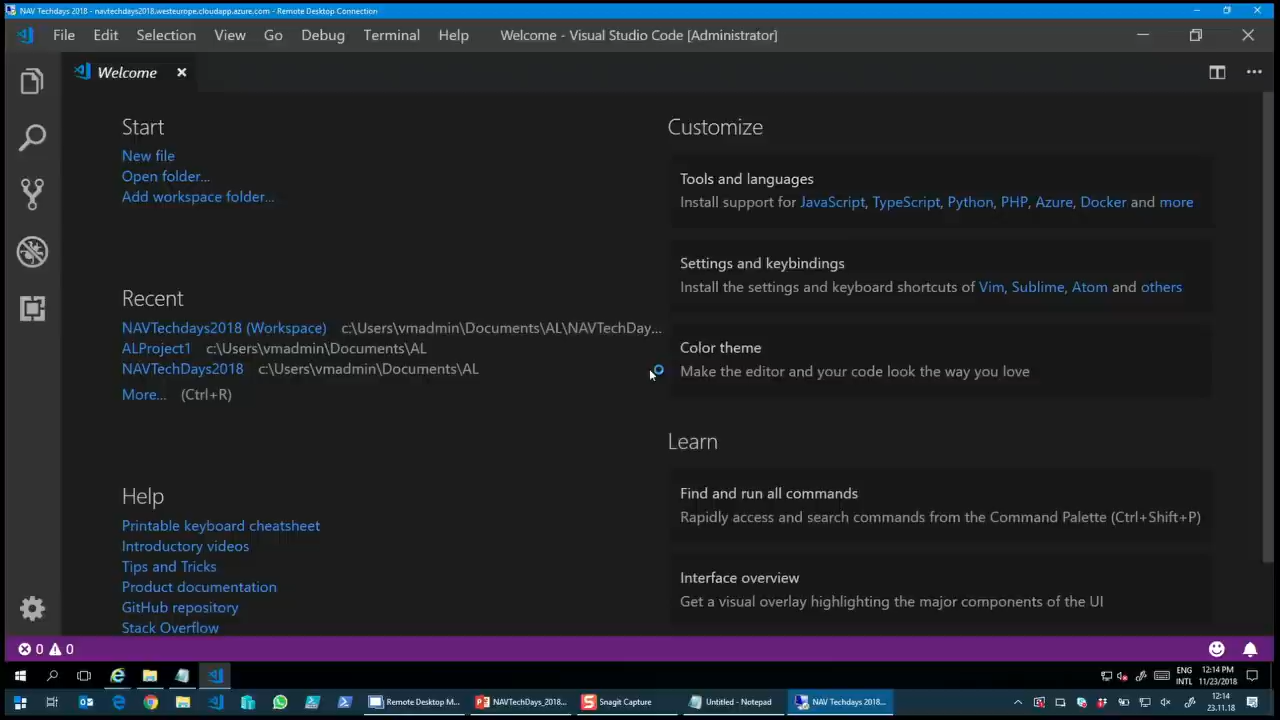 NAV Techdays 2018 - navtechdays2018.westeurope.cloudapp.azure.com - Remote Desktop Connection
File Edit Selection View Go Debug Terminal Help Welcome - Visual Studio Code [Administrator]
Welcome
Start
New file
Open folder...
Add workspace folder...
Recent
NAVTechdays2018 (Workspace) c:\Users\vmadmin\Documents\AL\NAVTechDay...
ALProject1 c:\Users\vmadmin\Documents\AL
NAVTechDays2018 c:\Users\vmadmin\Documents\AL
More... (Ctrl+R)
Help
Printable keyboard cheatsheet
Introductory videos
Tips and Tricks
Product documentation
GitHub repository
Stack Overflow
Customize
Tools and languages
Install support for JavaScript, TypeScript, Python, PHP, Azure, Docker and more
Settings and keybindings
Install the settings and keyboard shortcuts of Vim, Sublime, Atom and others
Color theme
Make the editor and your code look the way you love
Learn
Find and run all commands
Rapidly access and search commands from the Command Palette (Ctrl+Shift+P)
Interface overview
Get a visual overlay highlighting the major components of the UI
0 0
ENG 12:14 PM
INTL 11/23/2018
Remote Desktop M... NAVTechDays_2018... Snagit Capture Untitled - Notepad NAV Techdays 2018... 12:14
23.11.18